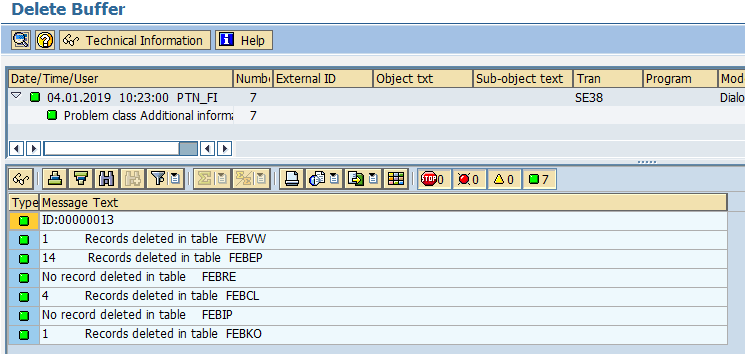 Delete Buffer
Technical Information Help
Date/Time/User Numbe External ID Object txt Sub-object text Tran Program Mod
04.01.2019 10:23:00 PTN_FI 7 SE38 Dialo
Problem class Additional informa 7
STOP 0 0 0 7
Type Message Text
ID:00000013
1 Records deleted in table FEBVW
14 Records deleted in table FEBEP
No record deleted in table FEBRE
4 Records deleted in table FEBCL
No record deleted in table FEBIP
1 Records deleted in table FEBKO